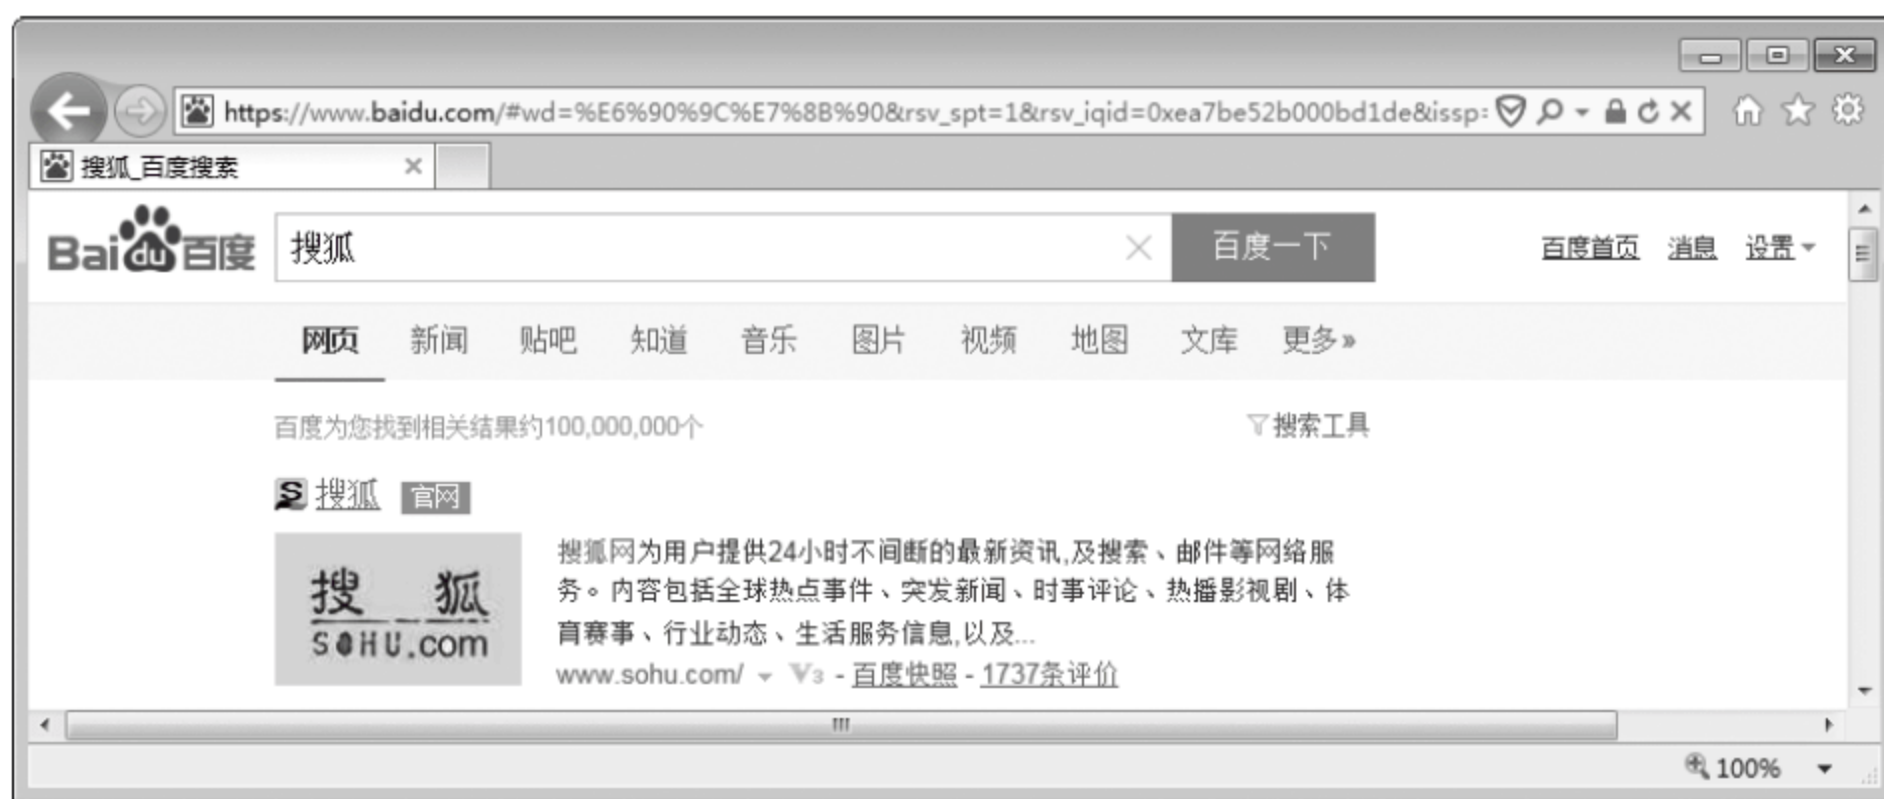 https://www.baidu.com/#wd=%E6%90%9C%E7%8B%90&rsv_spt=1&rsv_iqid=0xea7be52b000bd1de&issp:
搜狐_百度搜索
Bai du 百度 搜狐 百度一下 百度首页 消息 设置
网页 新闻 贴吧 知道 音乐 图片 视频 地图 文库 更多»
百度为您找到相关结果约100,000,000个 搜索工具
S 搜狐 官网
搜 狐
SOHU.com
搜狐网为用户提供24小时不间断的最新资讯,及搜索、邮件等网络服
务。内容包括全球热点事件、突发新闻、时事评论、热播影视剧、体
育赛事、行业动态、生活服务信息,以及...
www.sohu.com/ V3 - 百度快照 - 1737条评价
100%